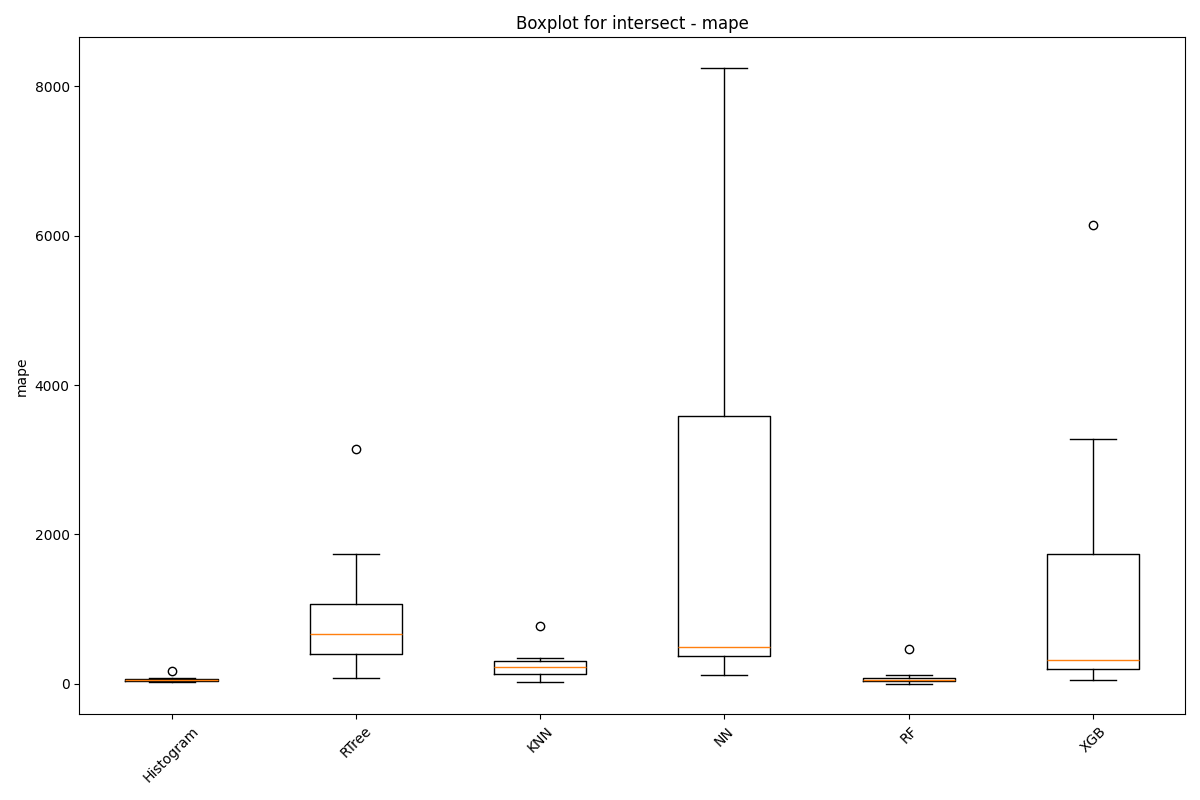 Boxplot for intersect - mape
8000
6000
4000
2000
0
mape
Histogram
RTree
KNN
NN
RF
XGB